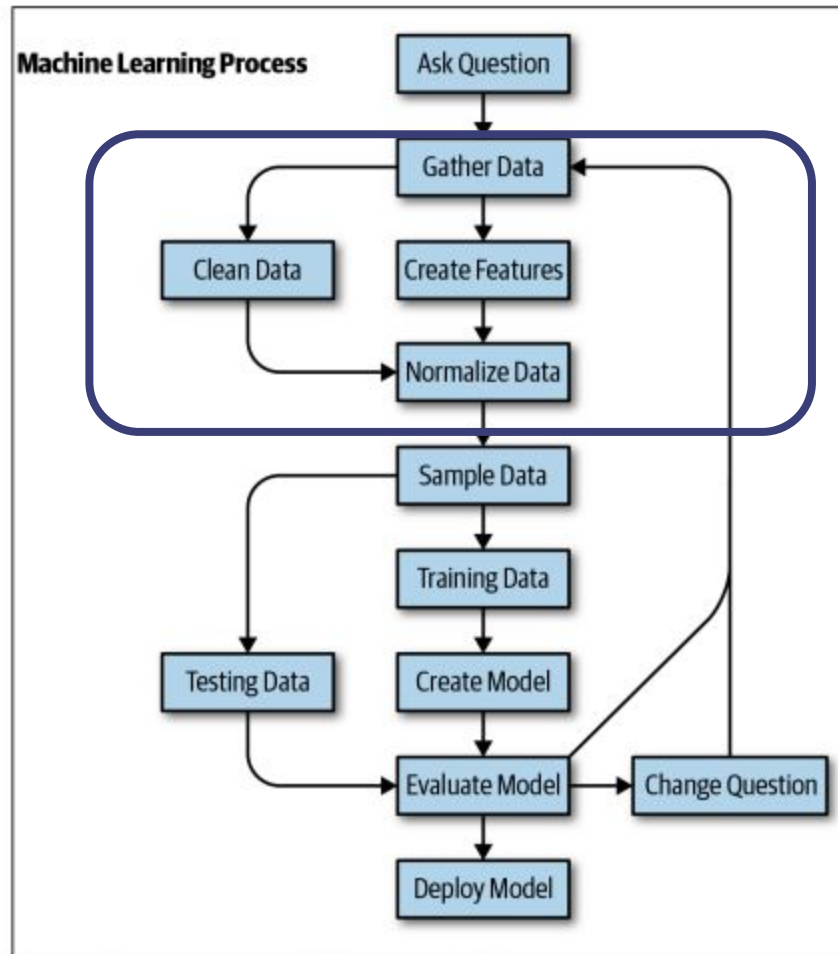 Machine Learning Process
Ask Question
Gather Data
Clean Data
Create Features
Normalize Data
Sample Data
Training Data
Testing Data
Create Model
Evaluate Model
Change Question
Deploy Model